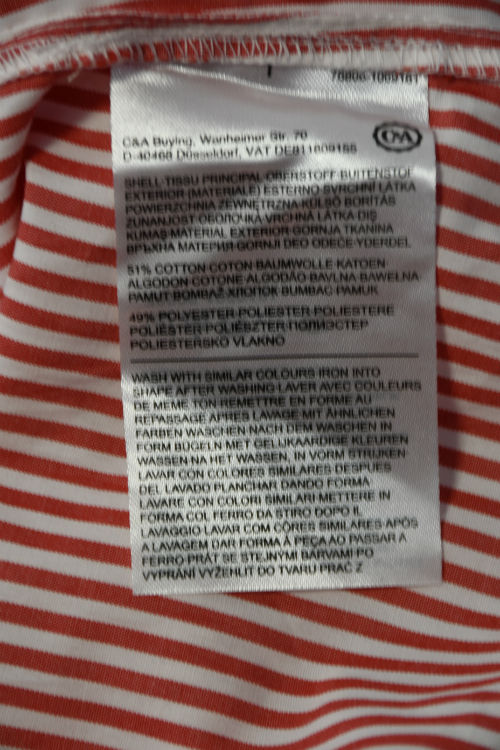 C&A Buying, Wanheimer Str. 70
D-40468 Düsseldorf, VAT DE811609155
C&A
SHELL·TISSU PRINCIPAL·OBERSTOFF·BUITENSTOF
EXTERIOR (MATERIALE) ESTERNO·SVRCHNÍ LÁTKA
POWIERZCHNIA ZEWNĘTRZNA·KÜLSŐ BORÍTÁS
ZUNANJOST·ОБОЛОЧКА·VRCHNÁ LÁTKA·DIŞ
KUMAŞ·MATERIAL EXTERIOR·GORNJA TKANINA
ВРЪХНА МАТЕРИЯ·GORNJI DEO ODEĆE·YDERDEL
51% COTTON·COTON·BAUMWOLLE·KATOEN
ALGODON·COTONE·ALGODÃO·BAVLNA·BAWEŁNA
PAMUT·BOMBAŽ·ХЛОПОК·BUMBAC·PAMUK
49% POLYESTER·POLIESTER·POLIESTERE
POLIÉSTER·POLIÉSZTER·ПОЛИЭСТЕР
POLIESTERSKO VLAKNO
WASH WITH SIMILAR COLOURS IRON INTO
SHAPE AFTER WASHING·LAVER AVEC COULEURS
DE MEME TON·REMETTRE EN FORME AU
REPASSAGE APRES LAVAGE·MIT ÄHNLICHEN
FARBEN WASCHEN NACH DEM WASCHEN IN
FORM BÜGELN·MET GELIJKAARDIGE KLEUREN
WASSEN·NA HET WASSEN, IN VORM STRIJKEN·
LAVAR CON COLORES SIMILARES·DESPUES
DEL LAVADO PLANCHAR DANDO FORMA
LAVARE CON COLORI SIMILARI·METTERE IN
FORMA COL FERRO DA STIRO DOPO IL
LAVAGGIO·LAVAR COM CÔRES SIMILARES·APÓS
A LAVAGEM DAR FORMA À PEÇA AO PASSAR A
FERRO·PRÁT SE STEJNÝMI BARVAMI·PO
VYPRÁNÍ VYŽEHLIT DO TVARU·PRAĆ Z